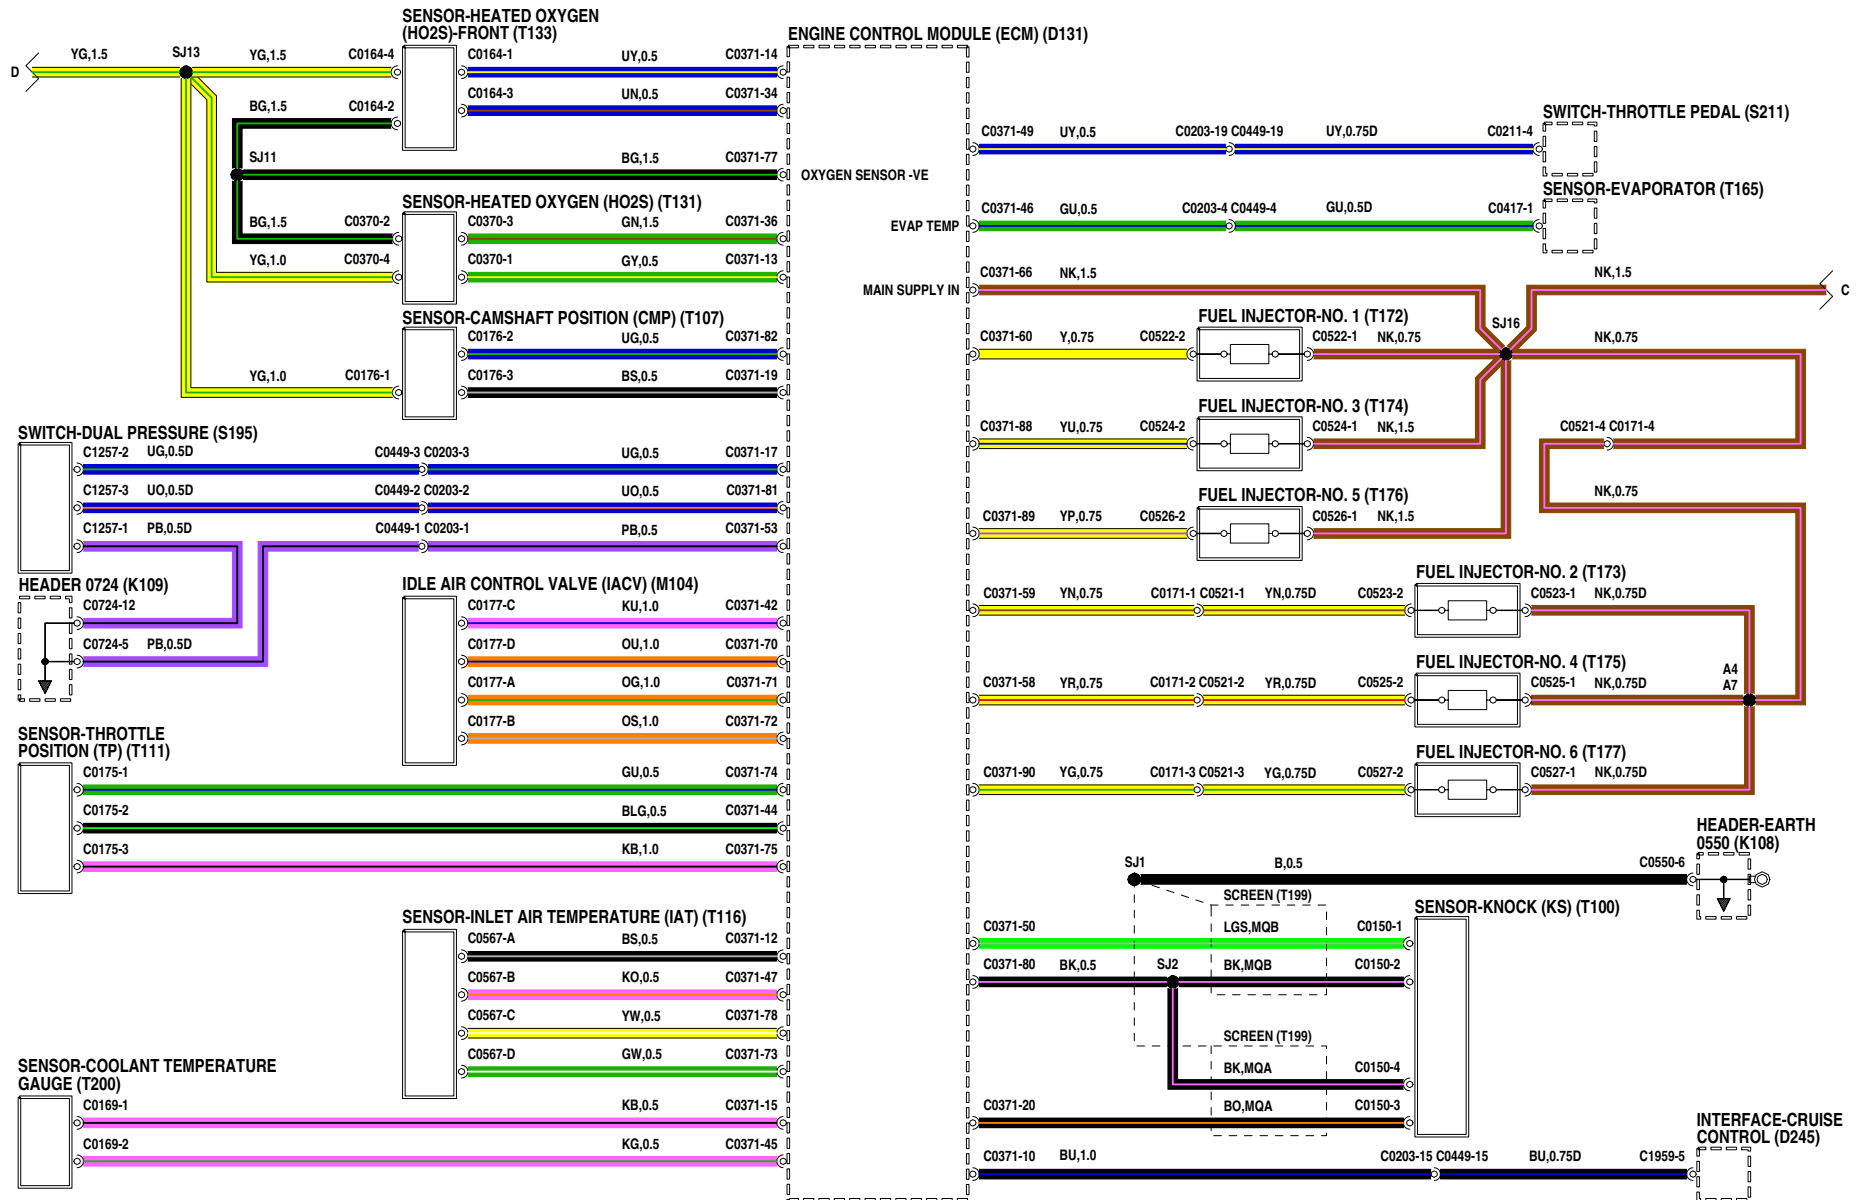 SENSOR-HEATED OXYGEN
(HO2S)-FRONT (T133)
ENGINE CONTROL MODULE (ECM) (D131)
D
YG,1.5
SJ13
YG,1.5
C0164-4
C0164-1
UY,0.5
C0371-14
BG,1.5
C0164-2
C0164-3
UN,0.5
C0371-34
SJ11
BG,1.5
C0371-77
OXYGEN SENSOR -VE
SENSOR-HEATED OXYGEN (HO2S) (T131)
BG,1.5
C0370-2
C0370-3
GN,1.5
C0371-36
YG,1.0
C0370-4
C0370-1
GY,0.5
C0371-13
SENSOR-CAMSHAFT POSITION (CMP) (T107)
C0176-2
UG,0.5
C0371-82
YG,1.0
C0176-1
C0176-3
BS,0.5
C0371-19
SWITCH-DUAL PRESSURE (S195)
C1257-2
UG,0.5D
C0449-3 C0203-3
UG,0.5
C0371-17
C1257-3
UO,0.5D
C0449-2 C0203-2
UO,0.5
C0371-81
C1257-1
PB,0.5D
C0449-1 C0203-1
PB,0.5
C0371-53
HEADER 0724 (K109)
C0724-12
C0724-5
PB,0.5D
IDLE AIR CONTROL VALVE (IACV) (M104)
C0177-C
KU,1.0
C0371-42
C0177-D
OU,1.0
C0371-70
C0177-A
OG,1.0
C0371-71
C0177-B
OS,1.0
C0371-72
SENSOR-THROTTLE
POSITION (TP) (T111)
C0175-1
GU,0.5
C0371-74
C0175-2
BLG,0.5
C0371-44
C0175-3
KB,1.0
C0371-75
SENSOR-INLET AIR TEMPERATURE (IAT) (T116)
C0567-A
BS,0.5
C0371-12
C0567-B
KO,0.5
C0371-47
C0567-C
YW,0.5
C0371-78
C0567-D
GW,0.5
C0371-73
SENSOR-COOLANT TEMPERATURE
GAUGE (T200)
C0169-1
KB,0.5
C0371-15
C0169-2
KG,0.5
C0371-45
SWITCH-THROTTLE PEDAL (S211)
C0371-49
UY,0.5
C0203-19 C0449-19
UY,0.75D
C0211-4
SENSOR-EVAPORATOR (T165)
EVAP TEMP
C0371-46
GU,0.5
C0203-4 C0449-4
GU,0.5D
C0417-1
MAIN SUPPLY IN
C0371-66
NK,1.5
NK,1.5
C
SJ16
FUEL INJECTOR-NO. 1 (T172)
C0371-60
Y,0.75
C0522-2
C0522-1
NK,0.75
NK,0.75
FUEL INJECTOR-NO. 3 (T174)
C0371-88
YU,0.75
C0524-2
C0524-1
NK,1.5
C0521-4 C0171-4
FUEL INJECTOR-NO. 5 (T176)
C0371-89
YP,0.75
C0526-2
C0526-1
NK,1.5
NK,0.75
FUEL INJECTOR-NO. 2 (T173)
C0371-59
YN,0.75
C0171-1 C0521-1
YN,0.75D
C0523-2
C0523-1
NK,0.75D
FUEL INJECTOR-NO. 4 (T175)
C0371-58
YR,0.75
C0171-2 C0521-2
YR,0.75D
C0525-2
C0525-1
NK,0.75D
A4
A7
FUEL INJECTOR-NO. 6 (T177)
C0371-90
YG,0.75
C0171-3 C0521-3
YG,0.75D
C0527-2
C0527-1
NK,0.75D
HEADER-EARTH
0550 (K108)
SJ1
B,0.5
C0550-6
SCREEN (T199)
SENSOR-KNOCK (KS) (T100)
C0371-50
LGS,MQB
C0150-1
C0371-80
BK,0.5
SJ2
BK,MQB
C0150-2
SCREEN (T199)
BK,MQA
C0150-4
C0371-20
BO,MQA
C0150-3
INTERFACE-CRUISE
CONTROL (D245)
C0371-10
BU,1.0
C0203-15 C0449-15
BU,0.75D
C1959-5